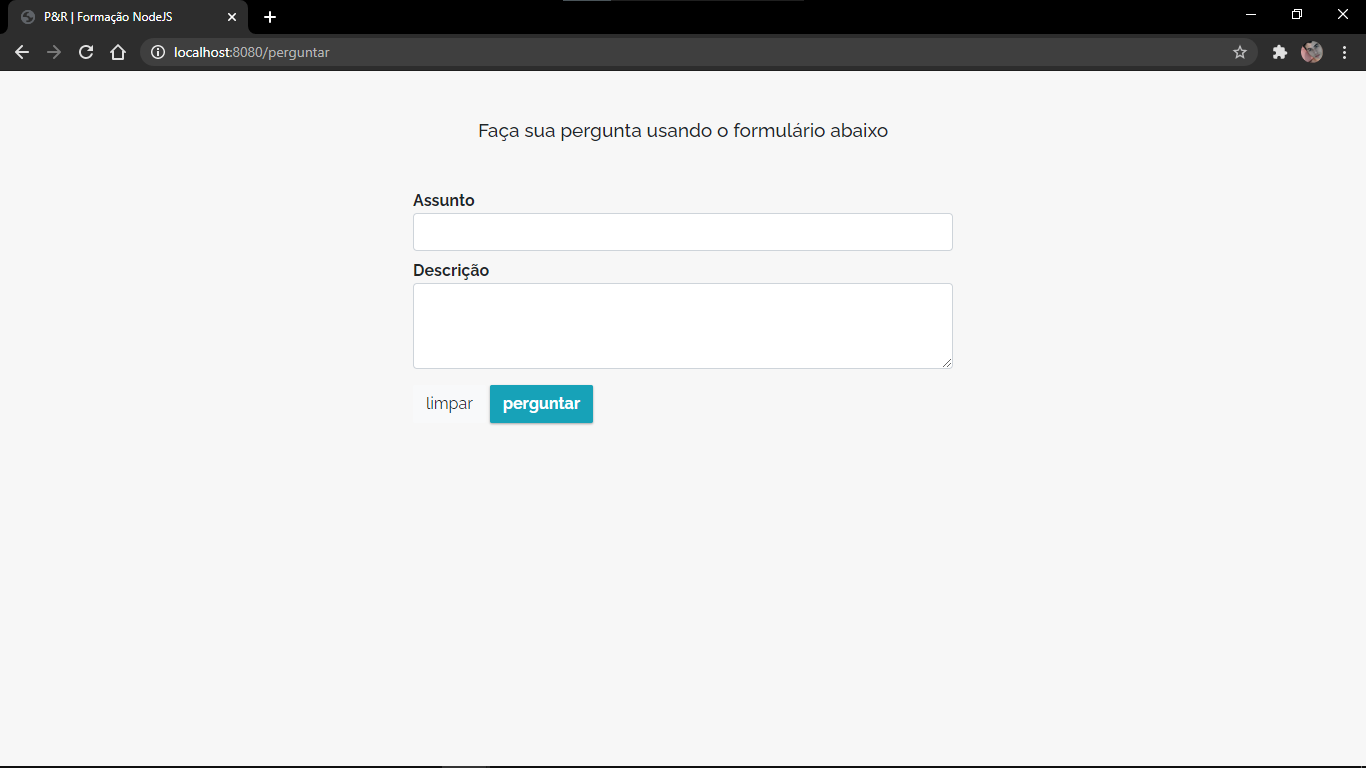 P&R | Formação NodeJS
localhost:8080/perguntar
Faça sua pergunta usando o formulário abaixo
Assunto
Descrição
limpar perguntar